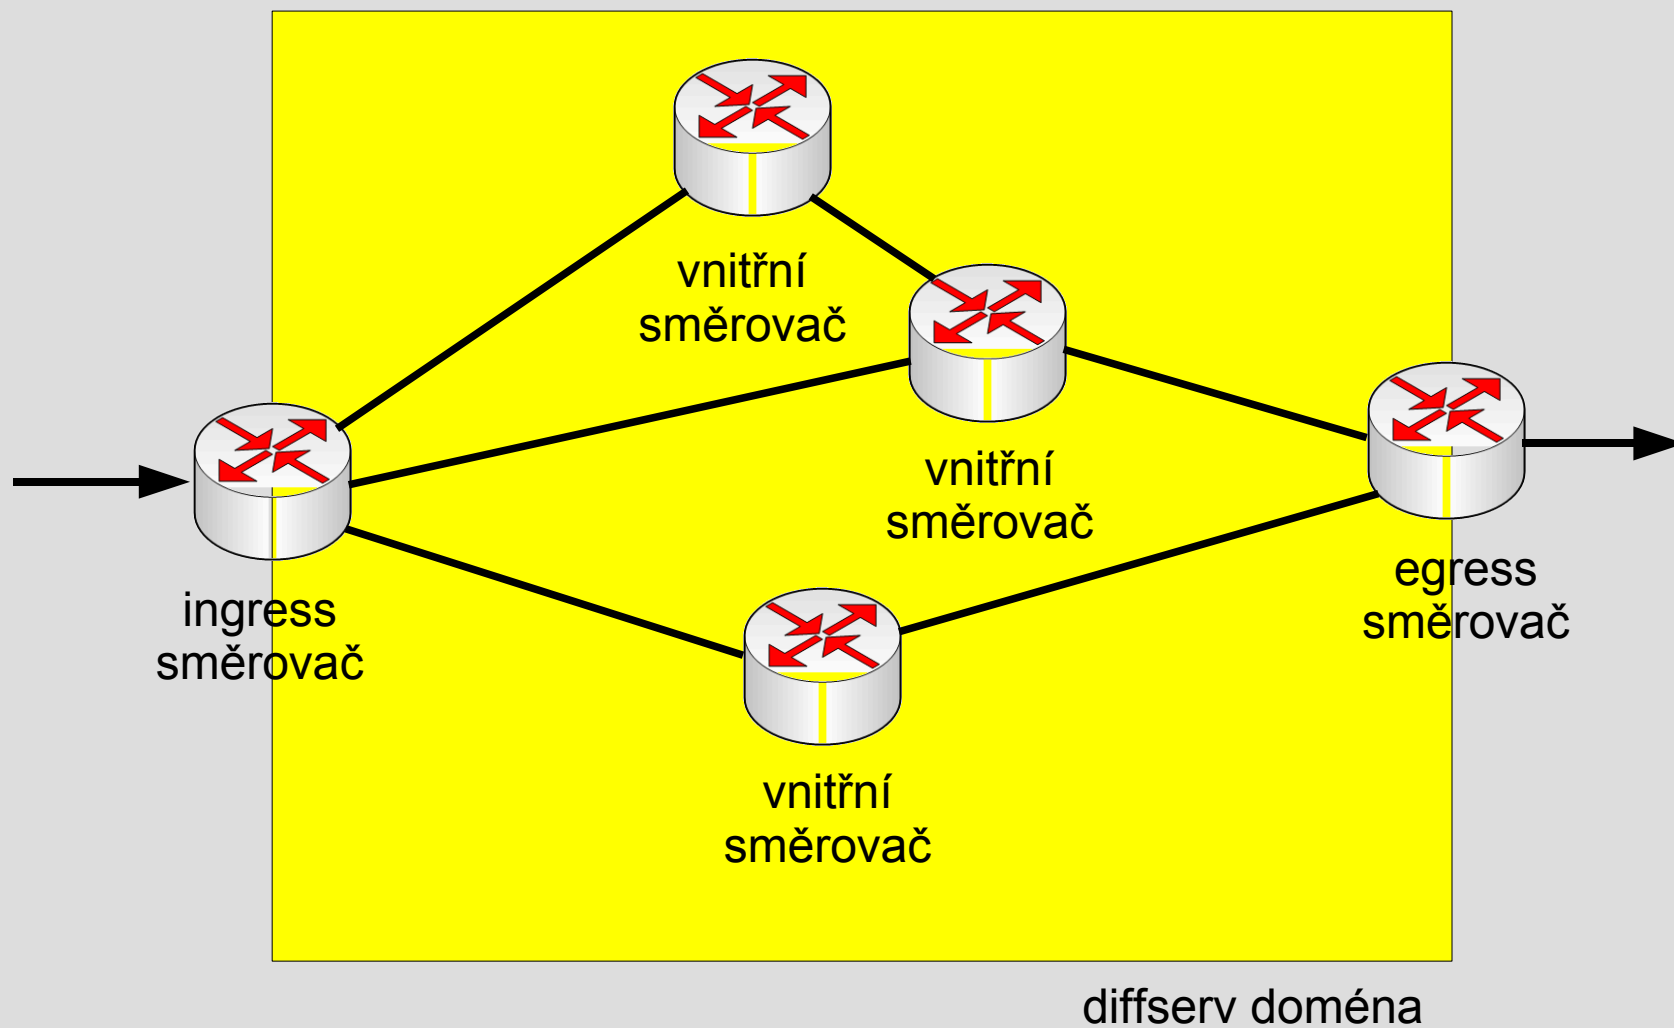 vnitřní
směrovač
vnitřní
směrovač
ingress
směrovač
egress
směrovač
vnitřní
směrovač
diffserv doména